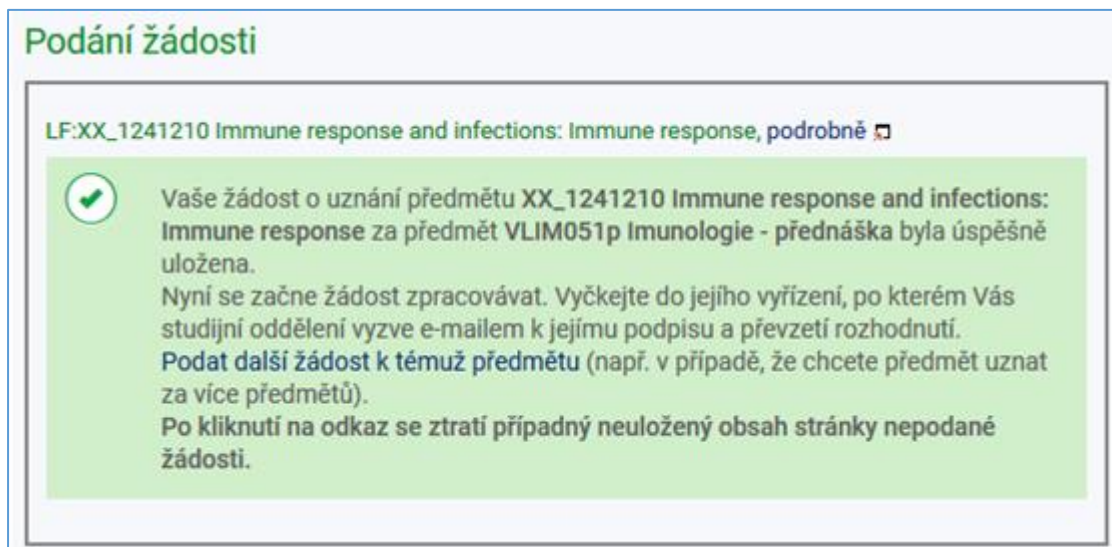 Podání žádosti
LF:XX_1241210 Immune response and infections: Immune response, podrobně
Vaše žádost o uznání předmětu XX_1241210 Immune response and infections:
Immune response za předmět VLIM051p Imunologie - přednáška byla úspěšně
uložena.
Nyní se začne žádost zpracovávat. Vyčkejte do jejího vyřízení, po kterém Vás
studijní oddělení vyzve e-mailem k jejímu podpisu a převzetí rozhodnutí.
Podat další žádost k témuž předmětu (např. v případě, že chcete předmět uznat
za více předmětů).
Po kliknutí na odkaz se ztratí případný neuložený obsah stránky nepodané
žádosti.